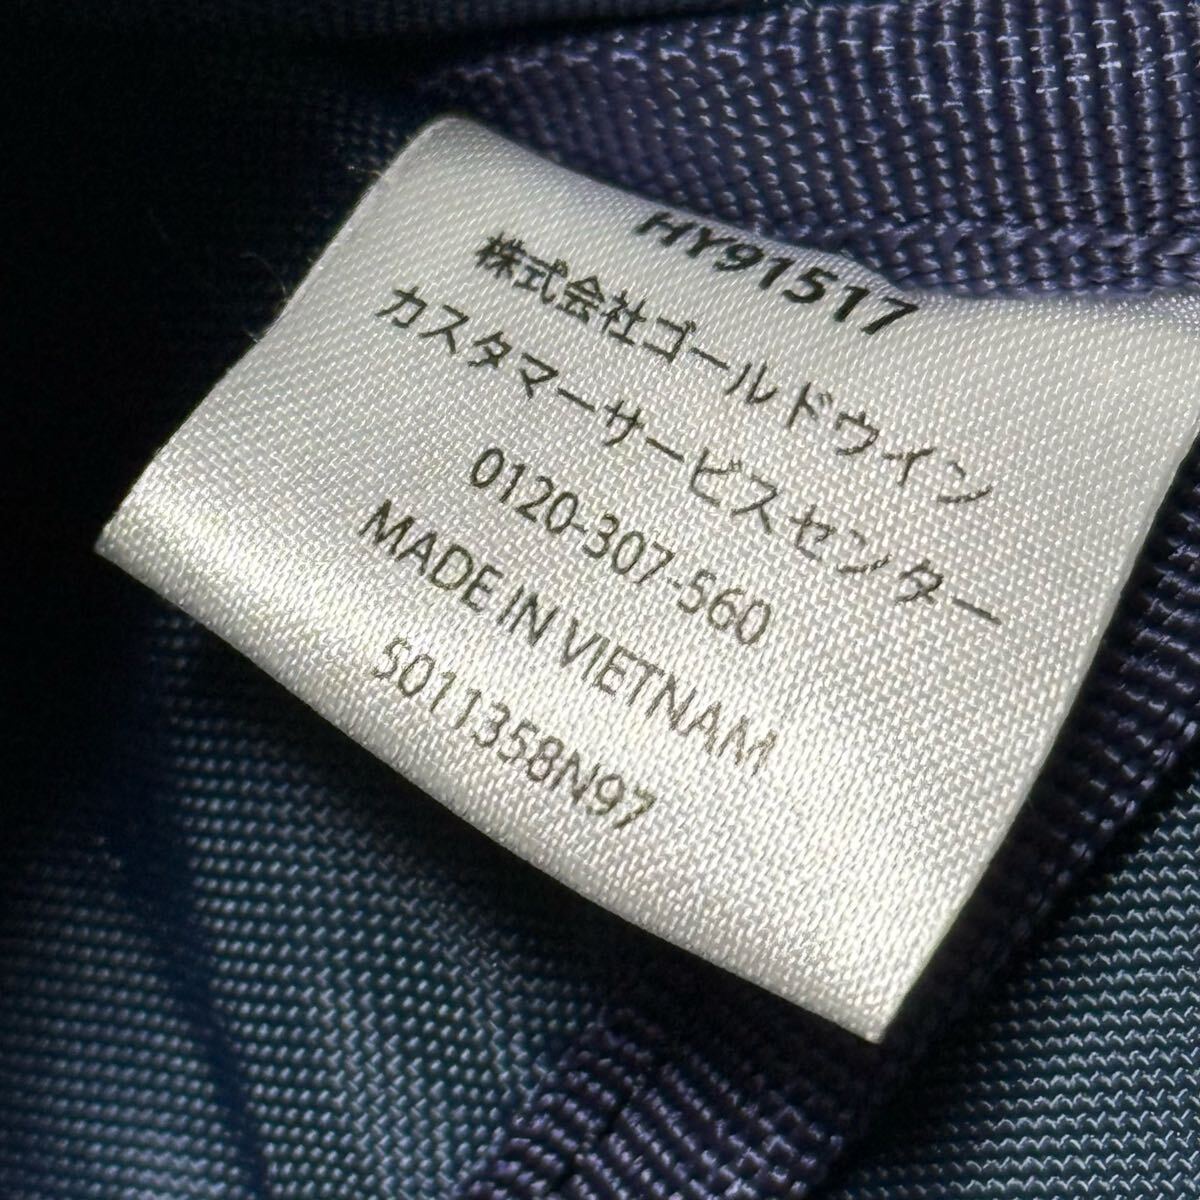 HY91517
株式会社ゴールドウイン
カスタマーサービスセンター
0120-307-560
MADE IN VIETNAM
S011358N97